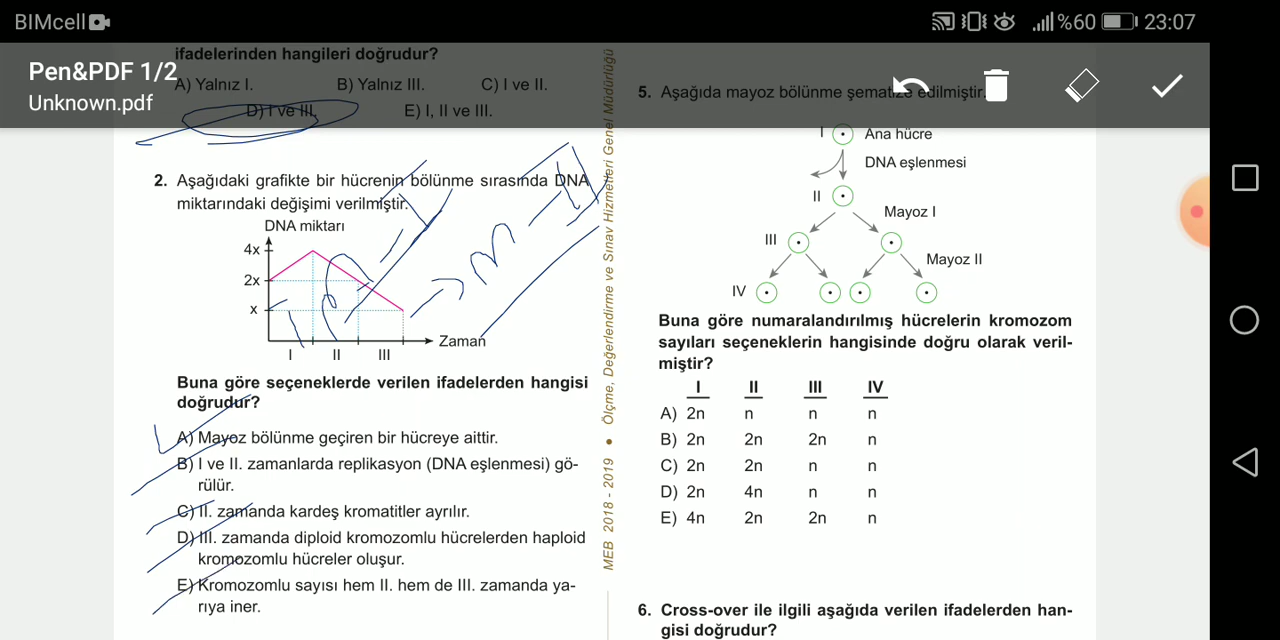 BIMcell
%60
23:07
Pen&PDF 1/2
Unknown.pdf
ifadelerinden hangileri doğrudur?
A) Yalnız I. B) Yalnız III. C) I ve II.
D) I ve III. E) I, II ve III.
2. Aşağıdaki grafikte bir hücrenin bölünme sırasında DNA
miktarındaki değişimi verilmiştir.
DNA miktarı
4x
2x
x
Zaman
I II III
M-I
M-II
Buna göre seçeneklerde verilen ifadelerden hangisi
doğrudur?
A) Mayoz bölünme geçiren bir hücreye aittir.
B) I ve II. zamanlarda replikasyon (DNA eşlenmesi) gö-
rülür.
C) II. zamanda kardeş kromatitler ayrılır.
D) III. zamanda diploid kromozomlu hücrelerden haploid
kromozomlu hücreler oluşur.
E) Kromozomlu sayısı hem II. hem de III. zamanda ya-
rıya iner.
MEB 2018 - 2019 ● Ölçme, Değerlendirme ve Sınav Hizmetleri Genel Müdürlüğü
5. Aşağıda mayoz bölünme şematize edilmiştir.
I Ana hücre
DNA eşlenmesi
II
Mayoz I
III
Mayoz II
IV
Buna göre numaralandırılmış hücrelerin kromozom
sayıları seçeneklerin hangisinde doğru olarak veril-
miştir?
I II III IV
A) 2n n n n
B) 2n 2n 2n n
C) 2n 2n n n
D) 2n 4n n n
E) 4n 2n 2n n
6. Cross-over ile ilgili aşağıda verilen ifadelerden han-
gisi doğrudur?